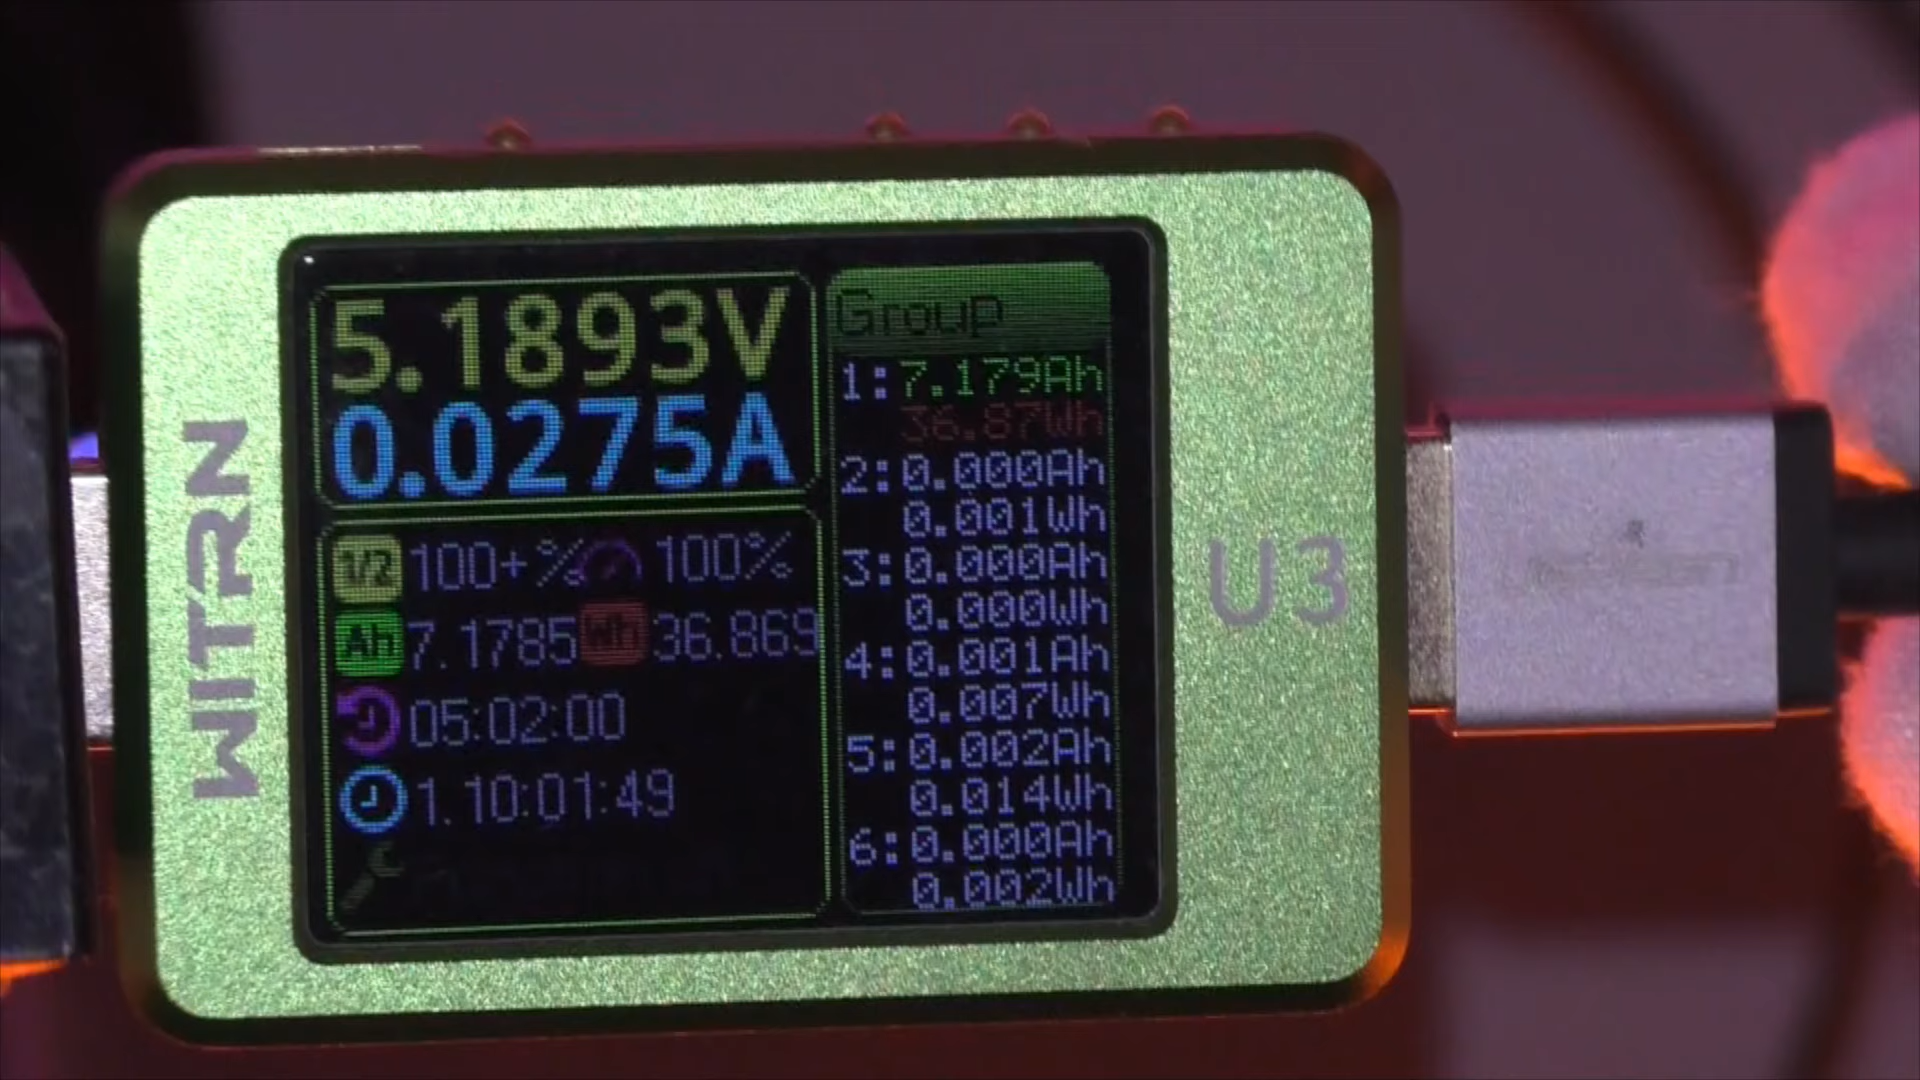 WITRN
5.1893V
0.0275A
1/2 100+% 100%
Ah 7.1785 Wh 36.869
05:02:00
1.10:01:49
Group
1:7.179Ah
36.87Wh
2:0.000Ah
0.001Wh
3:0.000Ah
0.000Wh
4:0.001Ah
0.007Wh
5:0.002Ah
0.014Wh
6:0.000Ah
0.002Wh
U3